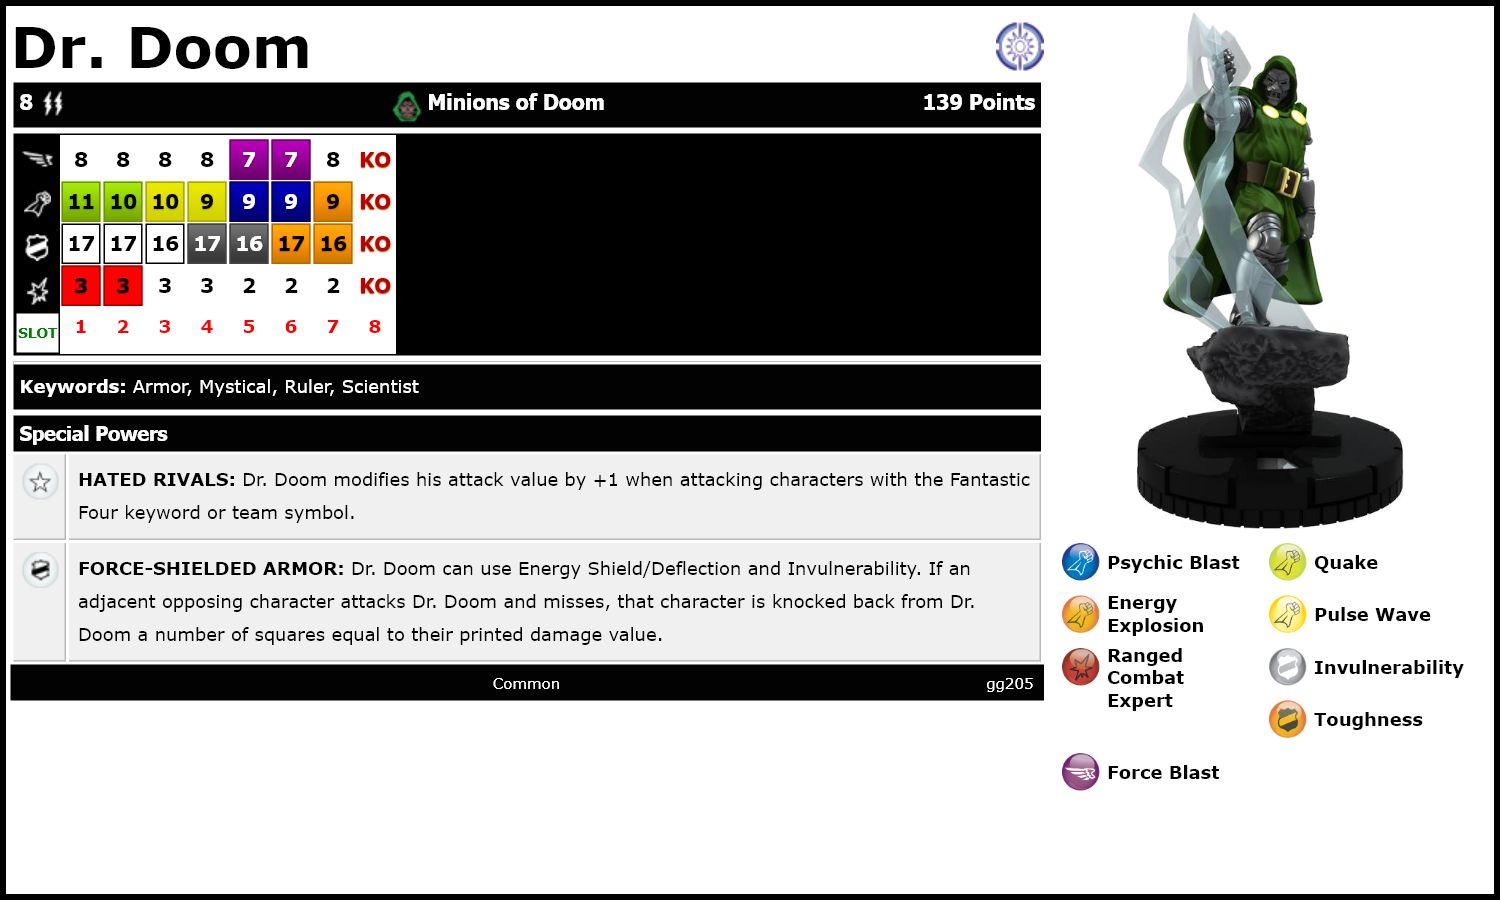 Dr. Doom
8 Minions of Doom 139 Points
8 8 8 8 7 7 8 KO
11 10 10 9 9 9 9 KO
17 17 16 17 16 17 16 KO
3 3 3 3 2 2 2 KO
SLOT 1 2 3 4 5 6 7 8
Keywords: Armor, Mystical, Ruler, Scientist
Special Powers
HATED RIVALS: Dr. Doom modifies his attack value by +1 when attacking characters with the Fantastic
Four keyword or team symbol.
FORCE-SHIELDED ARMOR: Dr. Doom can use Energy Shield/Deflection and Invulnerability. If an
adjacent opposing character attacks Dr. Doom and misses, that character is knocked back from Dr.
Doom a number of squares equal to their printed damage value.
Common gg205
Psychic Blast
Energy
Explosion
Ranged
Combat
Expert
Force Blast
Quake
Pulse Wave
Invulnerability
Toughness